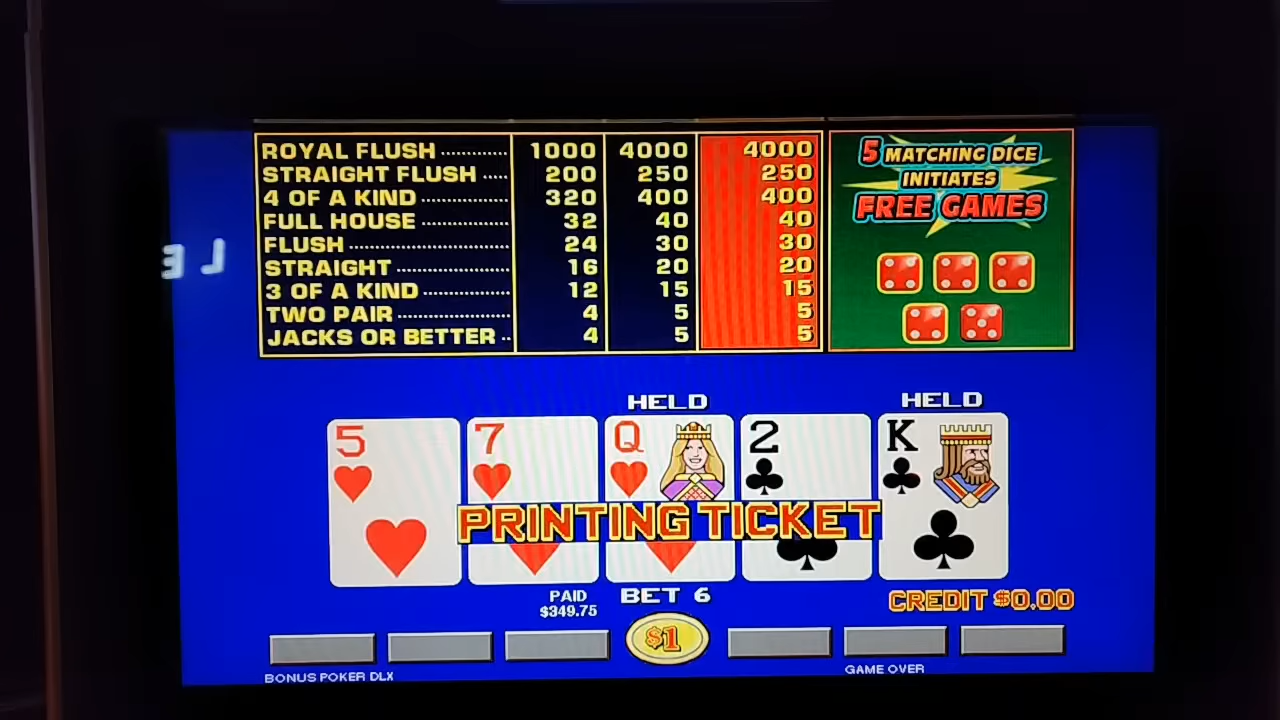 ROYAL FLUSH 1000 4000 4000
STRAIGHT FLUSH 200 250 250
4 OF A KIND 320 400 400
FULL HOUSE 32 40 40
FLUSH 24 30 30
STRAIGHT 16 20 20
3 OF A KIND 12 15 15
TWO PAIR 4 5 5
JACKS OR BETTER 4 5 5
5 MATCHING DICE
INITIATES
FREE GAMES
HELD HELD
5 7 Q 2 K
PRINTING TICKET
PAID
$349.75
BET 6
CREDIT $0.00
$1
BONUS POKER DLX
GAME OVER